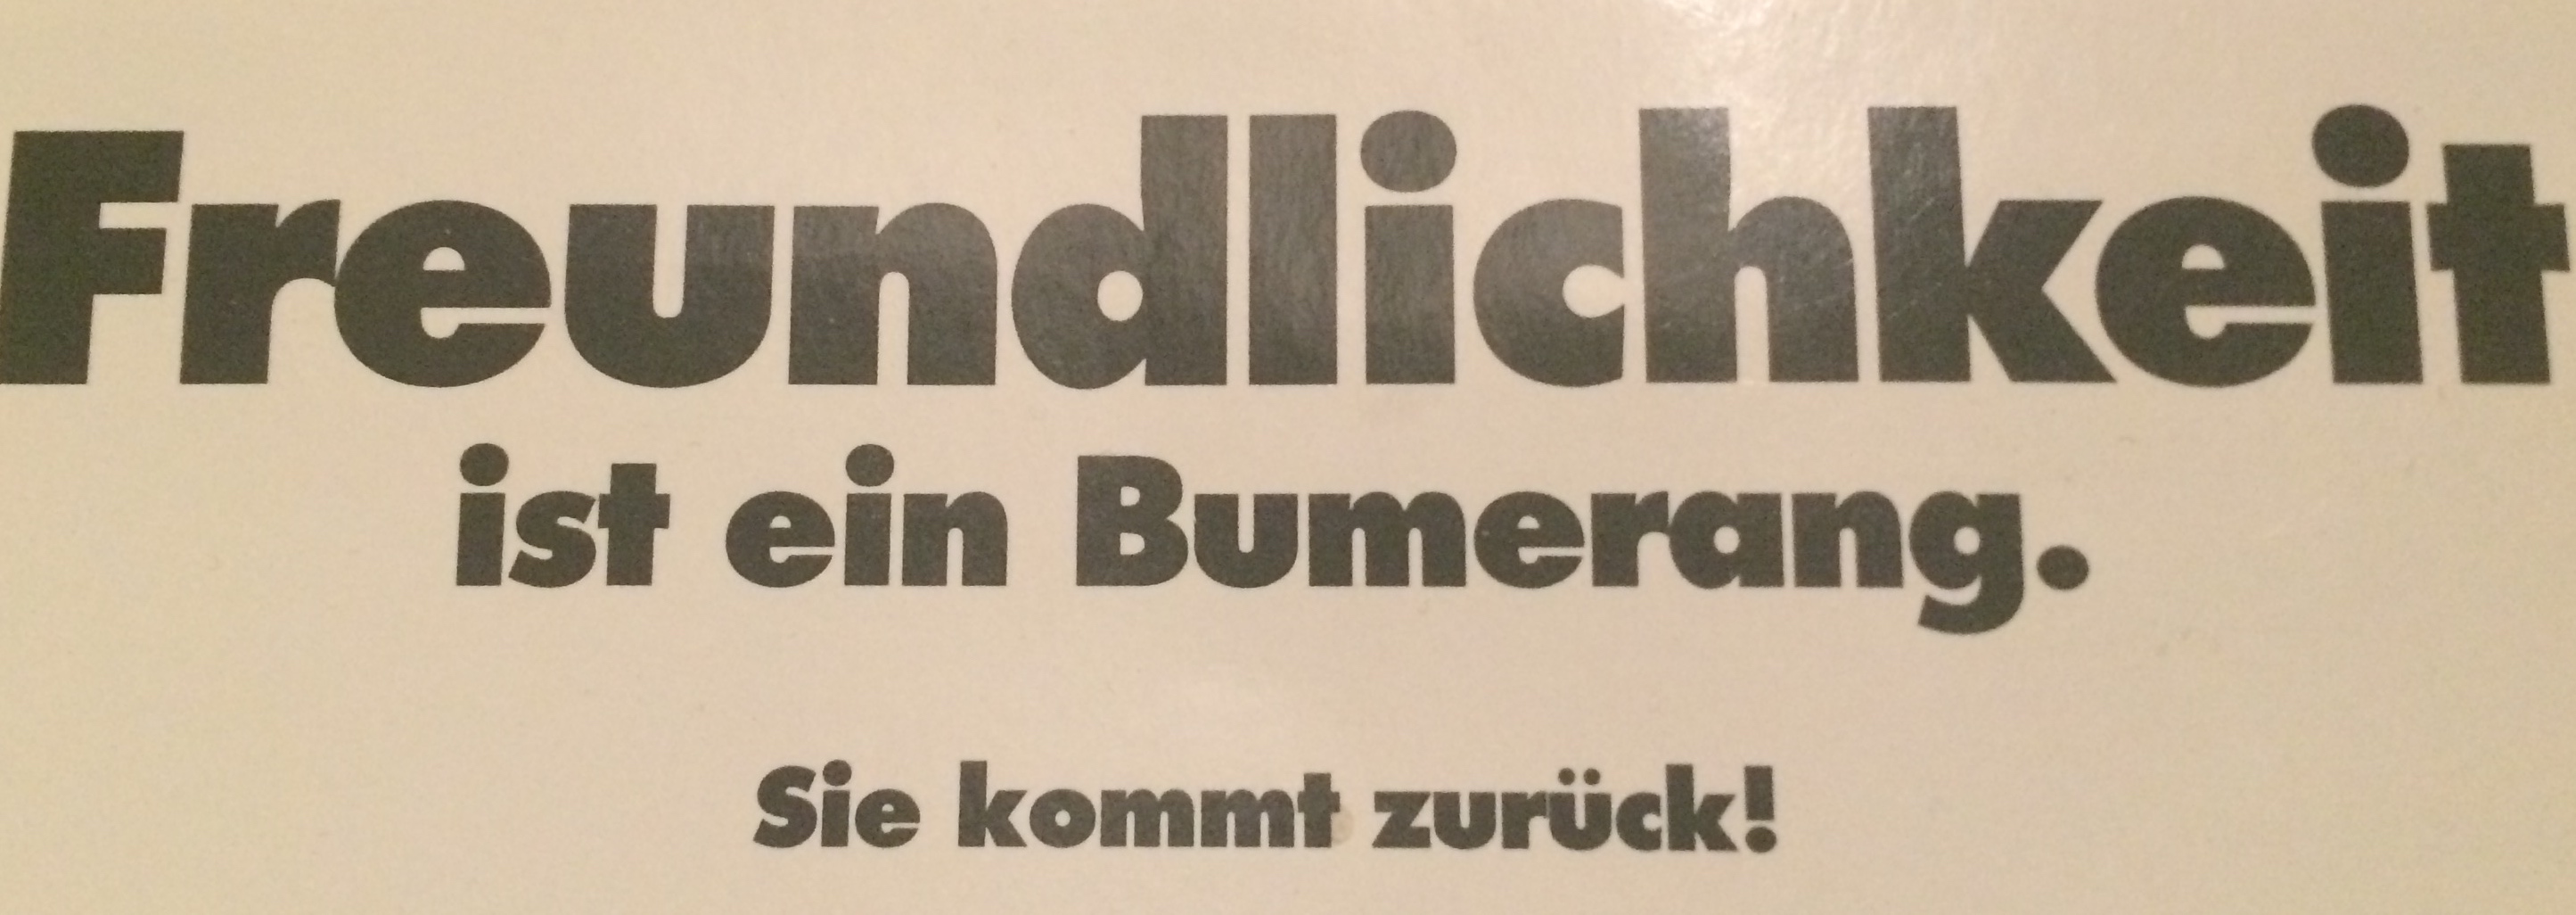 Freundlichkeit
ist ein Bumerang.
Sie kommt zurück!